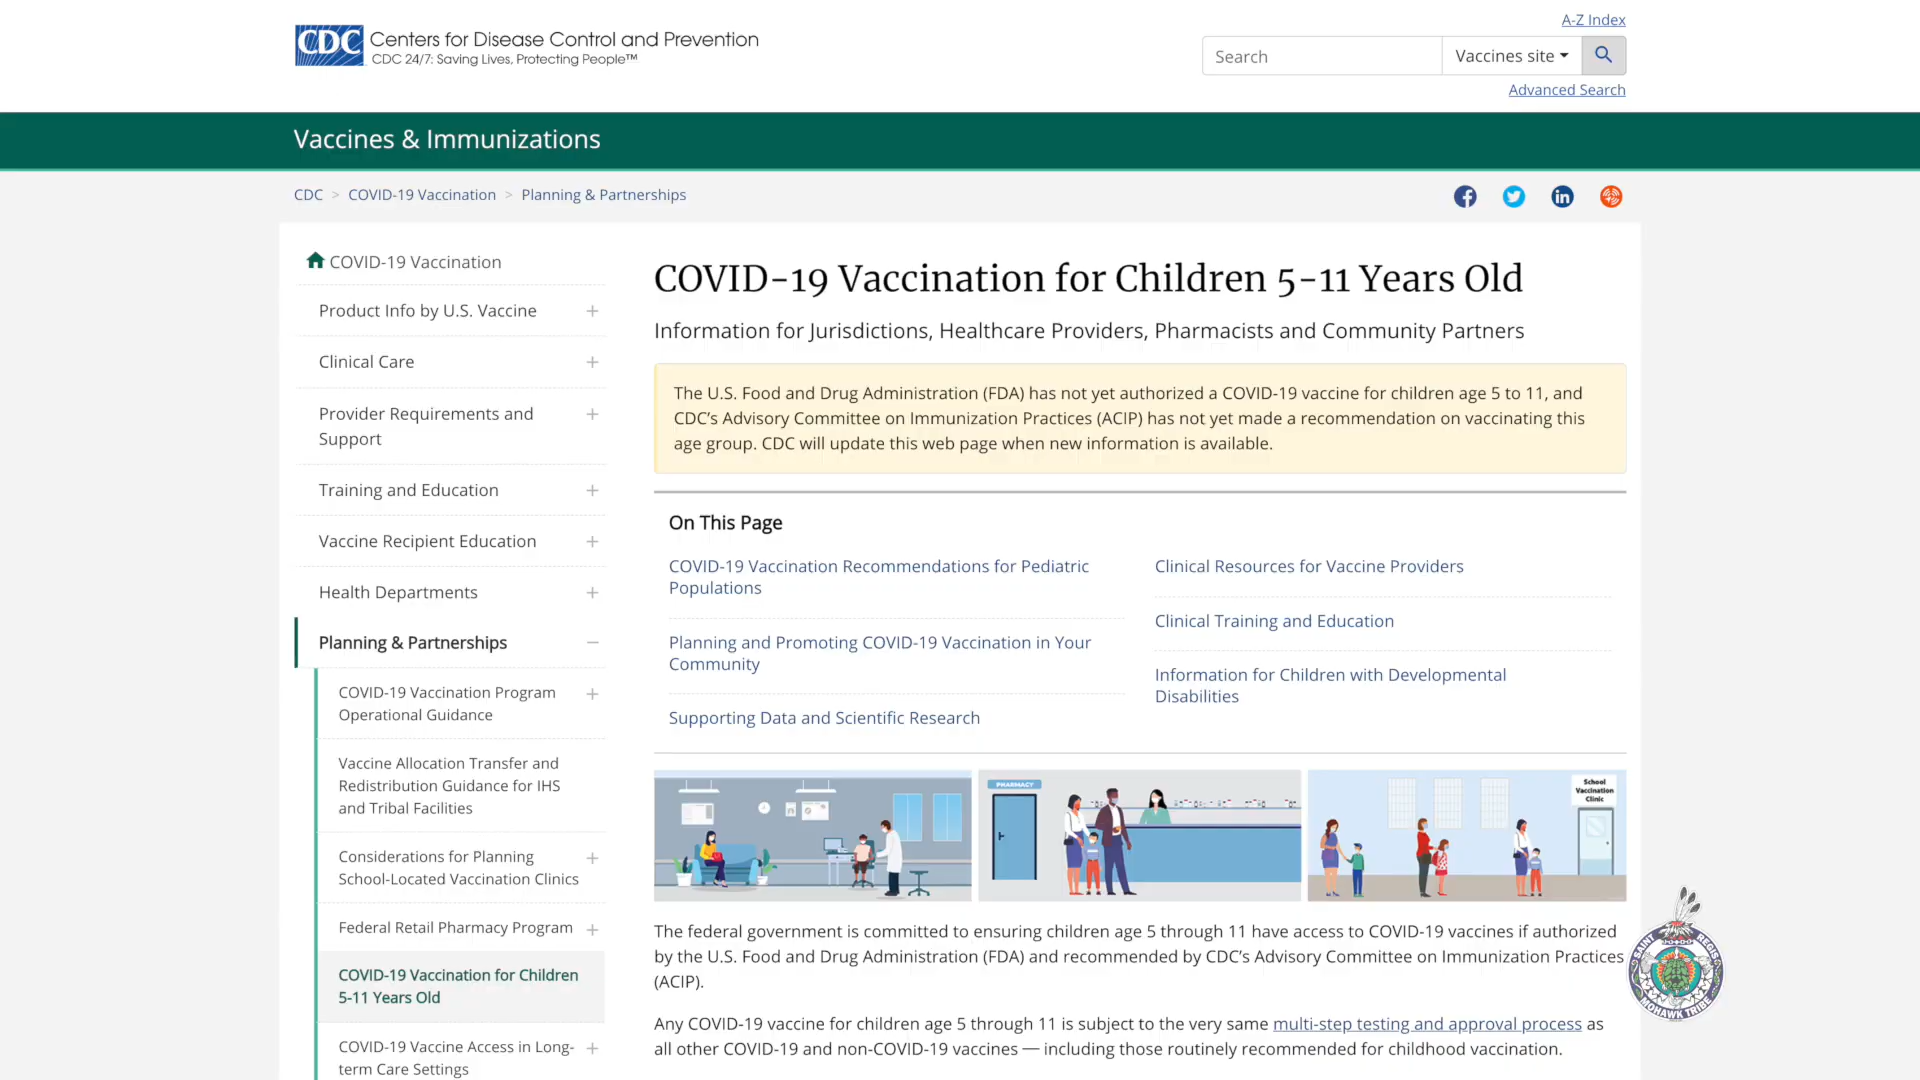 A-Z Index
CDC Centers for Disease Control and Prevention
CDC 24/7: Saving Lives, Protecting People™
Search
Vaccines site
Advanced Search
Vaccines & Immunizations
CDC > COVID-19 Vaccination > Planning & Partnerships
COVID-19 Vaccination
Product Info by U.S. Vaccine
Clinical Care
Provider Requirements and
Support
Training and Education
Vaccine Recipient Education
Health Departments
Planning & Partnerships
COVID-19 Vaccination Program
Operational Guidance
Vaccine Allocation Transfer and
Redistribution Guidance for IHS
and Tribal Facilities
Considerations for Planning
School-Located Vaccination Clinics
Federal Retail Pharmacy Program
COVID-19 Vaccination for Children
5-11 Years Old
COVID-19 Vaccine Access in Long-
term Care Settings
COVID-19 Vaccination for Children 5-11 Years Old
Information for Jurisdictions, Healthcare Providers, Pharmacists and Community Partners
The U.S. Food and Drug Administration (FDA) has not yet authorized a COVID-19 vaccine for children age 5 to 11, and
CDC's Advisory Committee on Immunization Practices (ACIP) has not yet made a recommendation on vaccinating this
age group. CDC will update this web page when new information is available.
On This Page
COVID-19 Vaccination Recommendations for Pediatric
Populations
Planning and Promoting COVID-19 Vaccination in Your
Community
Supporting Data and Scientific Research
Clinical Resources for Vaccine Providers
Clinical Training and Education
Information for Children with Developmental
Disabilities
PHARMACY
School
Vaccination
Clinic
The federal government is committed to ensuring children age 5 through 11 have access to COVID-19 vaccines if authorized
by the U.S. Food and Drug Administration (FDA) and recommended by CDC's Advisory Committee on Immunization Practices
(ACIP).
Any COVID-19 vaccine for children age 5 through 11 is subject to the very same multi-step testing and approval process as
all other COVID-19 and non-COVID-19 vaccines — including those routinely recommended for childhood vaccination.
SAINT REGIS
MOHAWK TRIBE